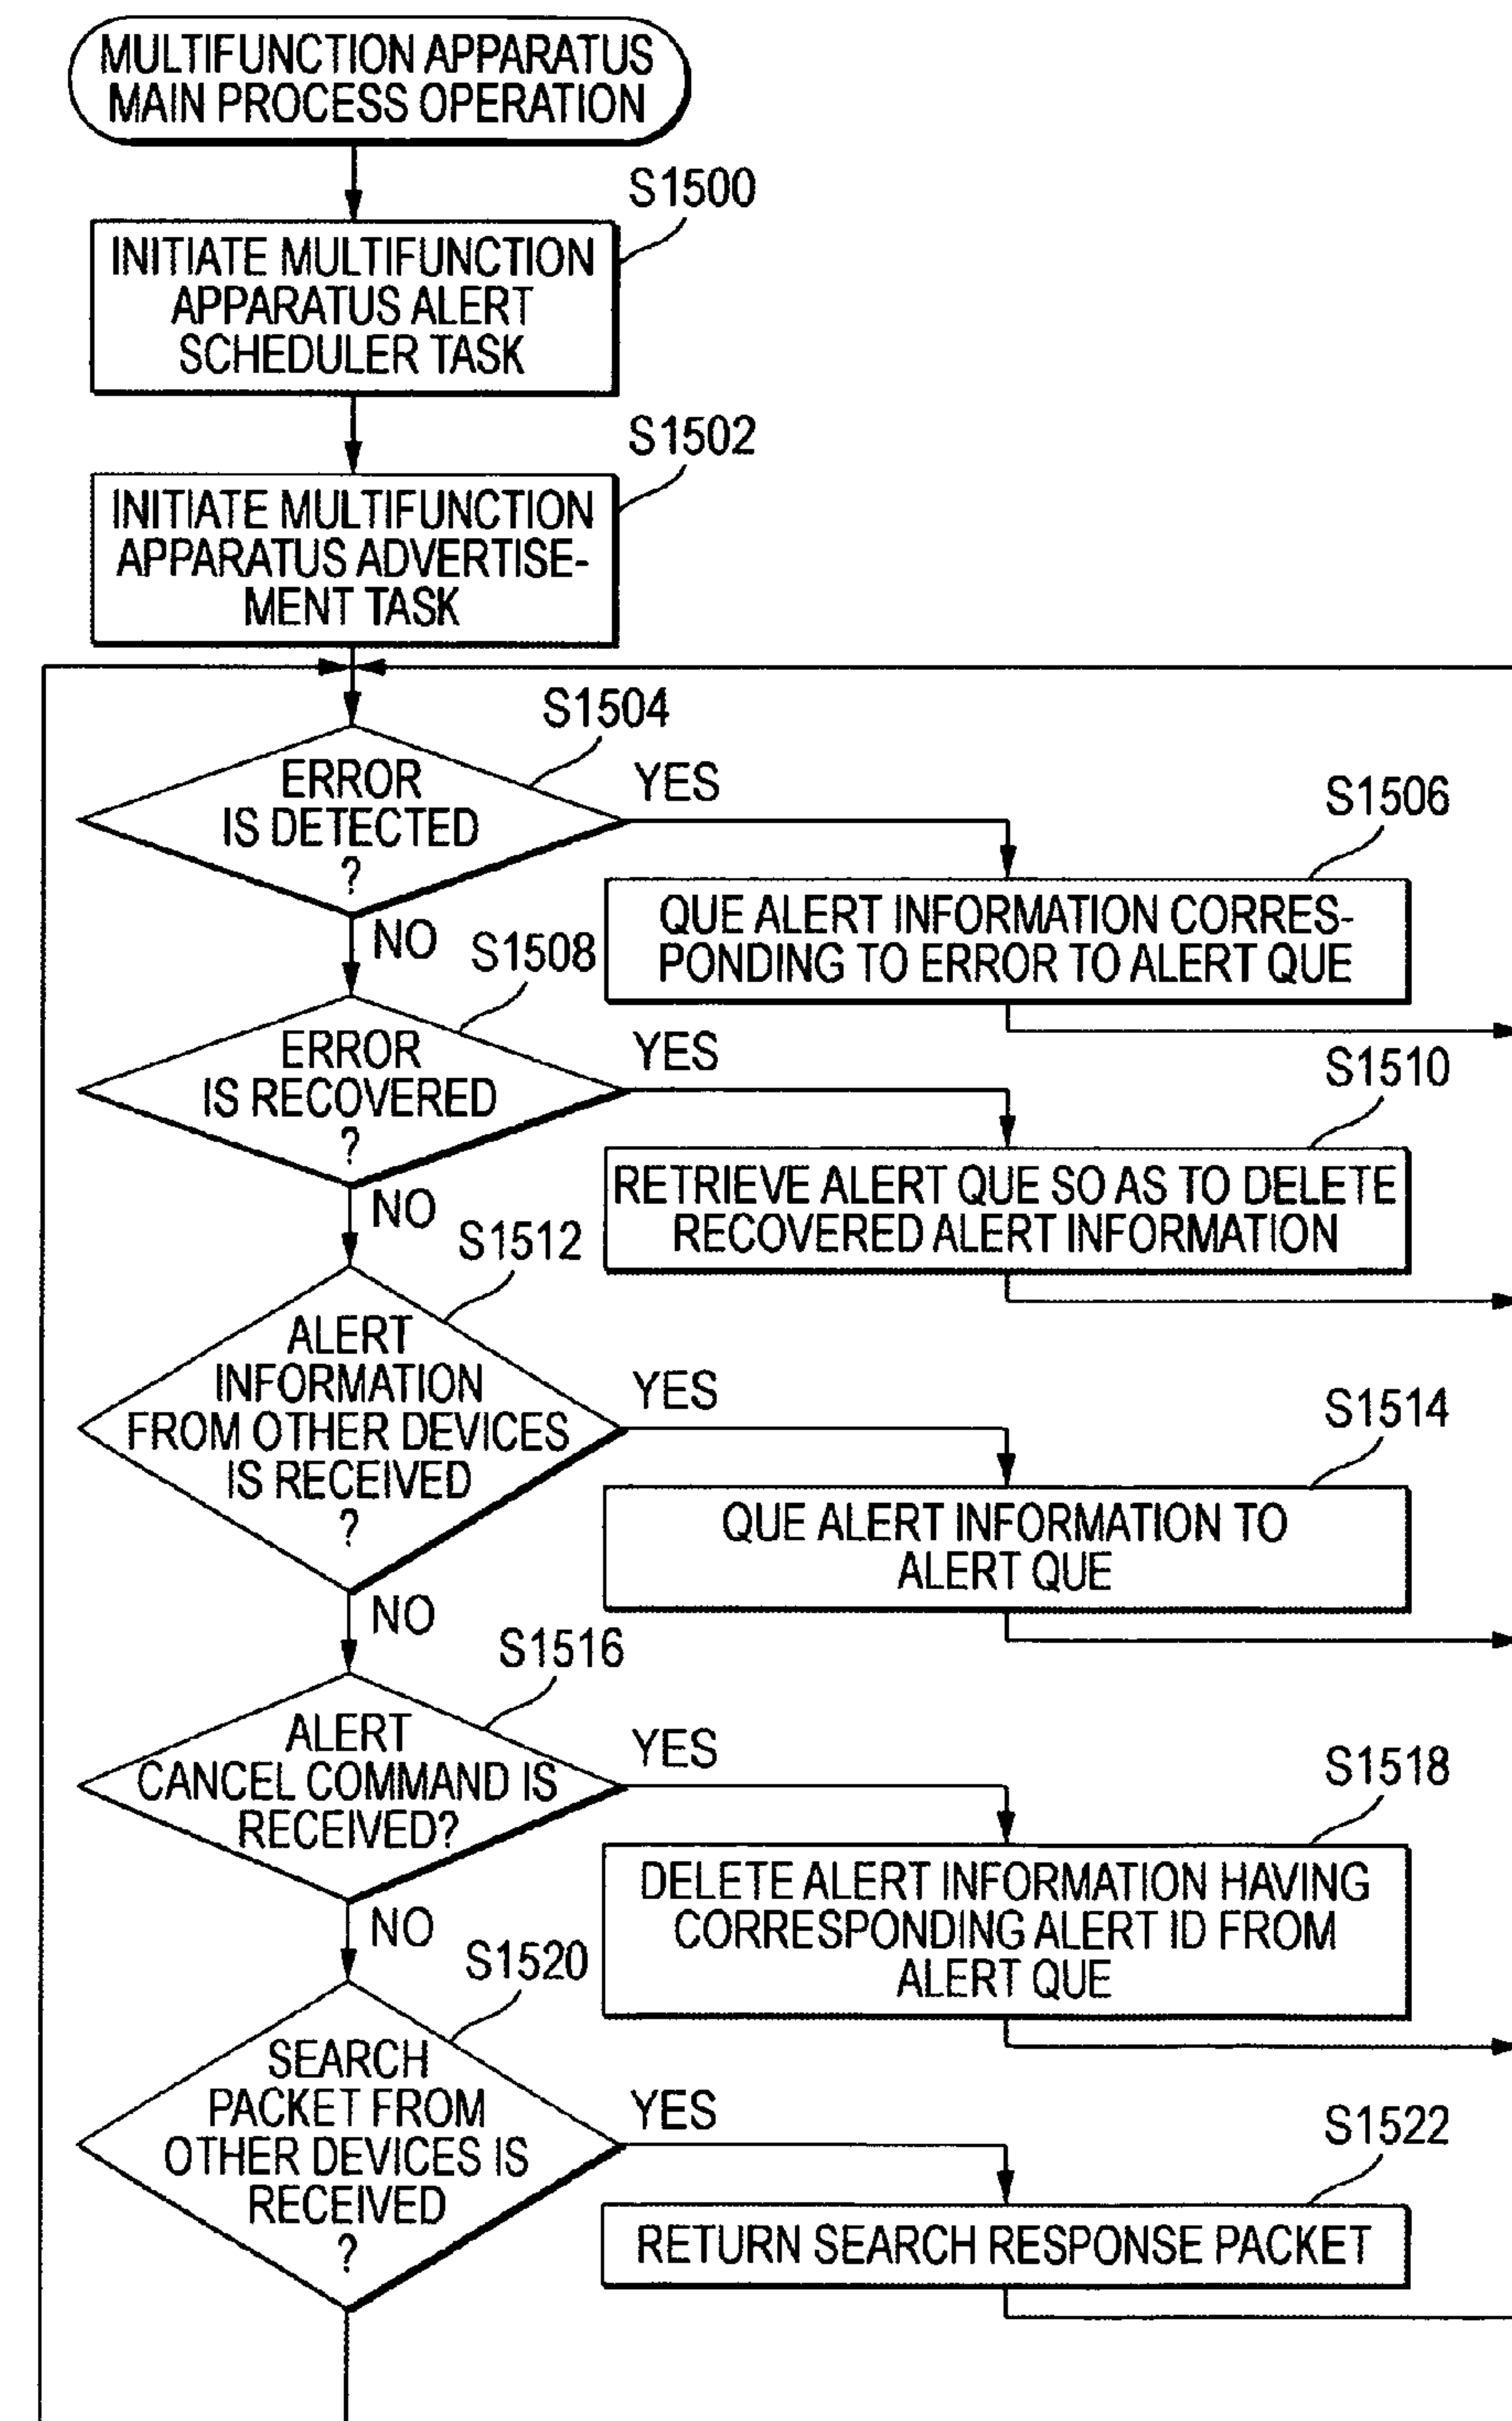 MULTIFUNCTION APPARATUS
MAIN PROCESS OPERATION
S1500
INITIATE MULTIFUNCTION
APPARATUS ALERT
SCHEDULER TASK
S1502
INITIATE MULTIFUNCTION
APPARATUS ADVERTISE-
MENT TASK
S1504
ERROR
IS DETECTED
?
YES
NO
S1506
QUE ALERT INFORMATION CORRES-
PONDING TO ERROR TO ALERT QUE
S1508
ERROR
IS RECOVERED
?
YES
NO
S1510
RETRIEVE ALERT QUE SO AS TO DELETE
RECOVERED ALERT INFORMATION
S1512
ALERT
INFORMATION
FROM OTHER DEVICES
IS RECEIVED
?
YES
NO
S1514
QUE ALERT INFORMATION TO
ALERT QUE
S1516
ALERT
CANCEL COMMAND IS
RECEIVED?
YES
NO
S1518
DELETE ALERT INFORMATION HAVING
CORRESPONDING ALERT ID FROM
ALERT QUE
S1520
SEARCH
PACKET FROM
OTHER DEVICES IS
RECEIVED
?
YES
S1522
RETURN SEARCH RESPONSE PACKET